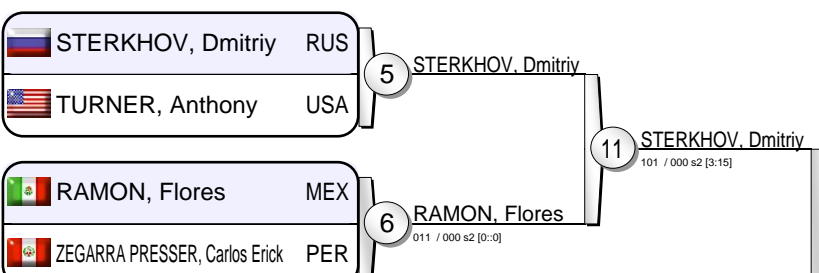 STERKHOV, Dmitriy RUS
TURNER, Anthony USA
5 STERKHOV, Dmitriy
11 STERKHOV, Dmitriy
101 / 000 s2 [3:15]
RAMON, Flores MEX
ZEGARRA PRESSER, Carlos Erick PER
6 RAMON, Flores
011 / 000 s2 [0::0]